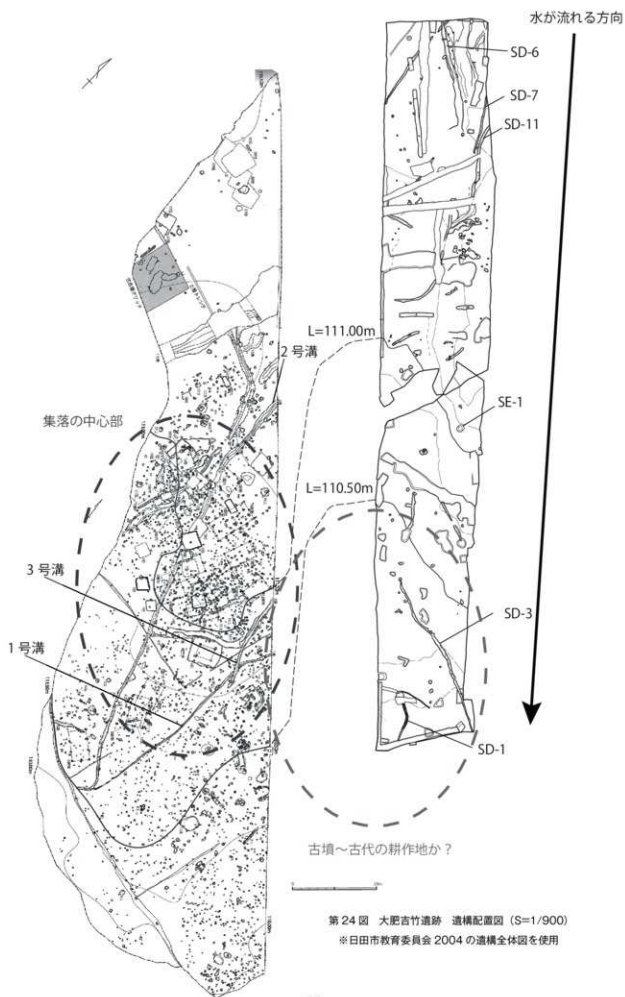 水が流れる方向
SD-6
SD-7
SD-11
L=111.00m
2号溝
集落の中心部
SE-1
L=110.50m
3号溝
SD-3
1号溝
SD-1
古墳～古代の耕作地か？
第24図 大肥吉竹遺跡 遺構配置図（S=1/900）
※日田市教育委員会2004の遺構全体図を使用